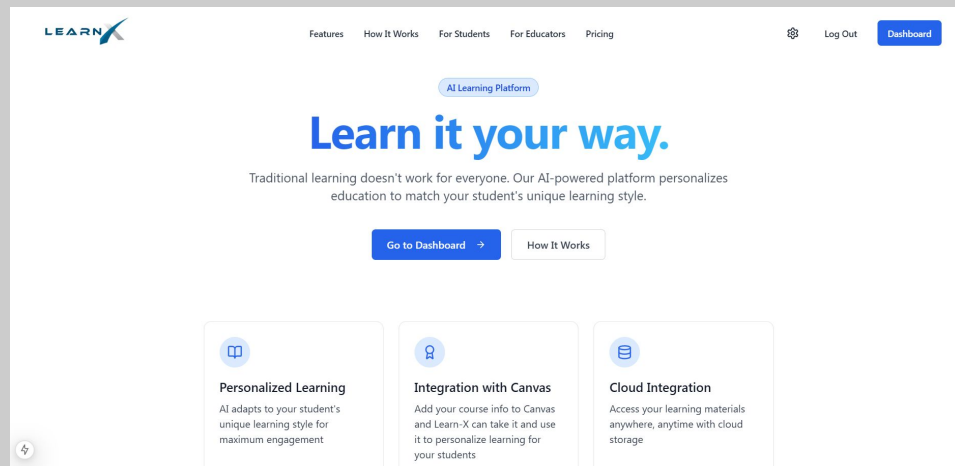 LEARNX
Features How It Works For Students For Educators Pricing
Log Out
Dashboard
AI Learning Platform
Learn it your way.
Traditional learning doesn't work for everyone. Our AI-powered platform personalizes
education to match your student's unique learning style.
Go to Dashboard →
How It Works
Personalized Learning
AI adapts to your student's
unique learning style for
maximum engagement
Integration with Canvas
Add your course info to Canvas
and Learn-X can take it and use
it to personalize learning for
your students
Cloud Integration
Access your learning materials
anywhere, anytime with cloud
storage